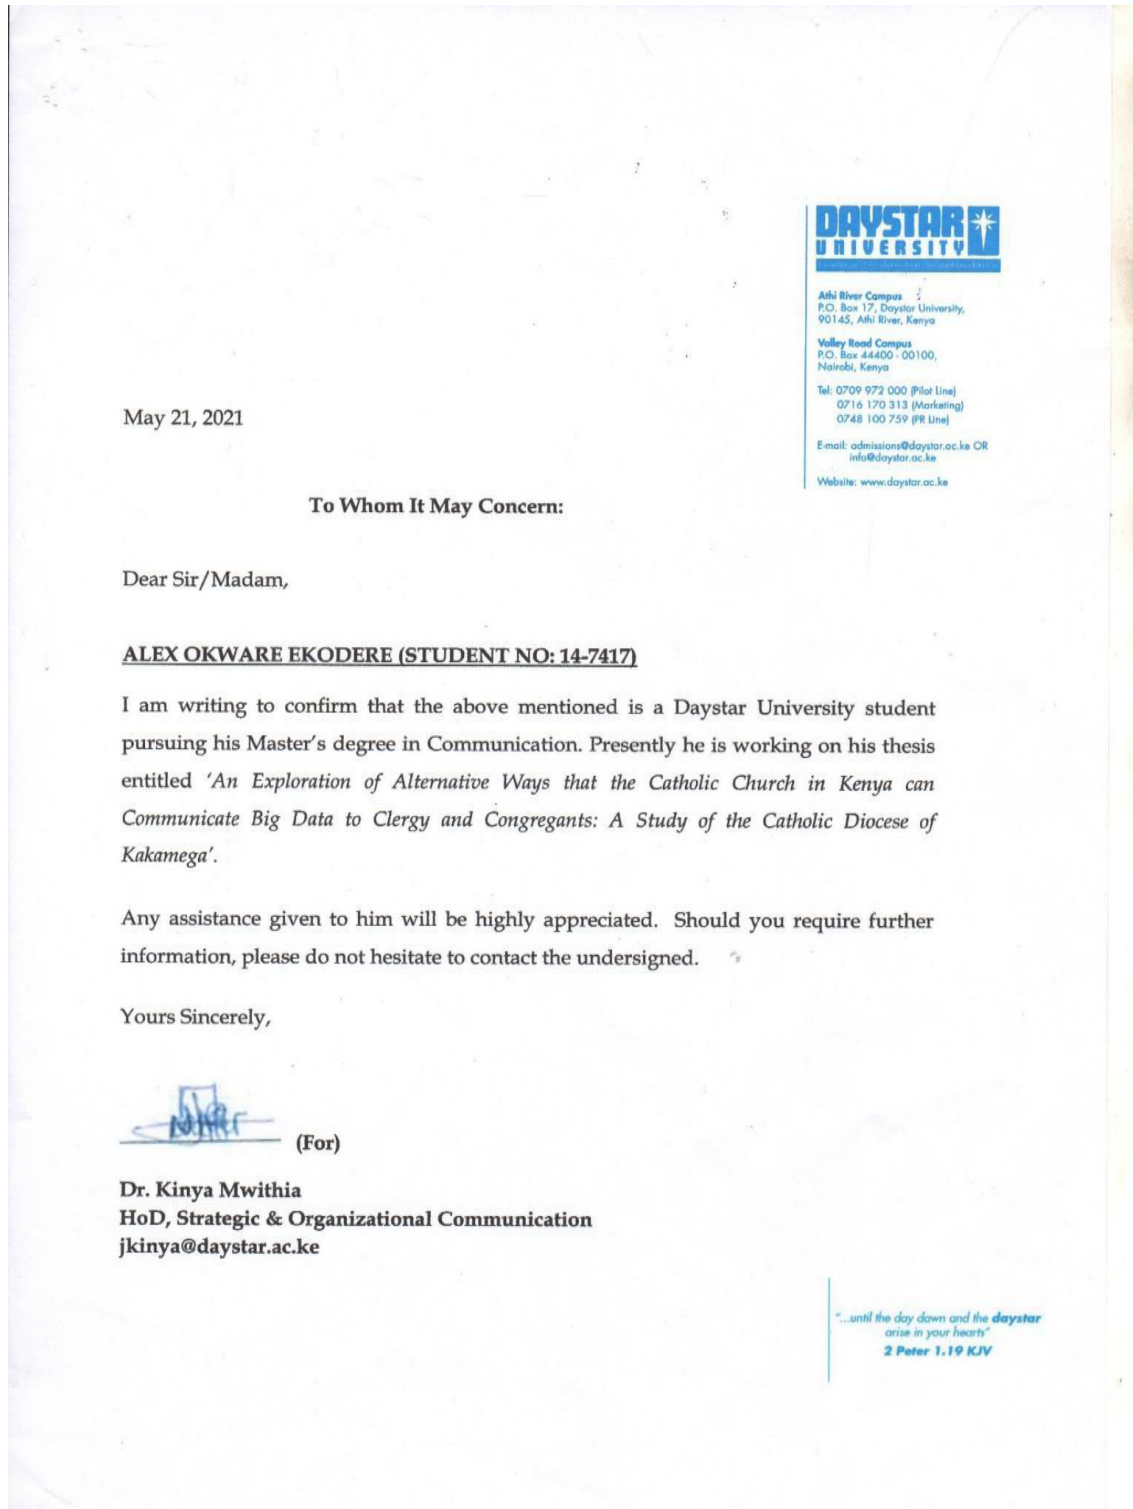 DAYSTAR
UNIVERSITY
Athi River Campus
P.O. Box 17, Daystar University,
90145, Athi River, Kenya
Valley Road Campus
P.O. Box 44400 - 00100,
Nairobi, Kenya
Tel: 0709 972 000 (Pilot Line)
0716 170 313 (Marketing)
0748 100 759 (PR Line)
E-mail: admissions@daystar.ac.ke OR
info@daystar.ac.ke
Website: www.daystar.ac.ke
May 21, 2021
To Whom It May Concern:
Dear Sir/Madam,
ALEX OKWARE EKODERE (STUDENT NO: 14-7417)
I am writing to confirm that the above mentioned is a Daystar University student
pursuing his Master's degree in Communication. Presently he is working on his thesis
entitled 'An Exploration of Alternative Ways that the Catholic Church in Kenya can
Communicate Big Data to Clergy and Congregants: A Study of the Catholic Diocese of
Kakamega'.
Any assistance given to him will be highly appreciated. Should you require further
information, please do not hesitate to contact the undersigned.
Yours Sincerely,
(For)
Dr. Kinya Mwithia
HoD, Strategic & Organizational Communication
jkinya@daystar.ac.ke
"...until the day dawn and the daystar
arise in your hearts"
2 Peter 1.19 KJV